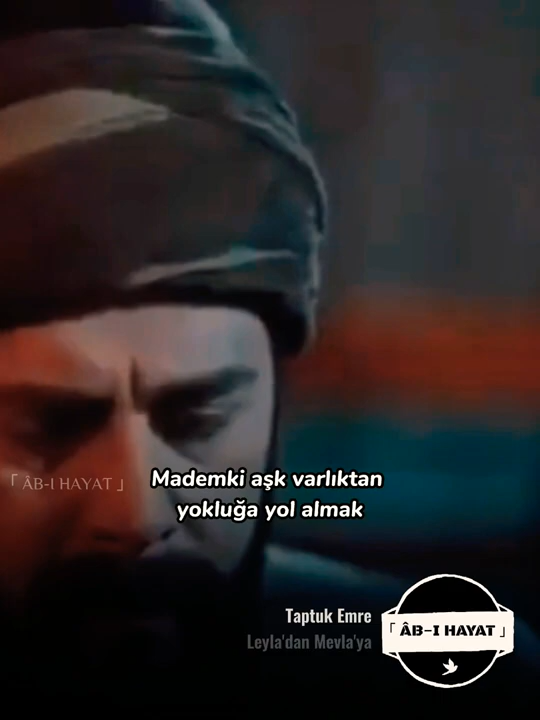 「 ÂB-I HAYAT 」
Mademki aşk varlıktan
yokluğa yol almak
Taptuk Emre
Leyla'dan Mevla'ya
「 ÂB-I HAYAT 」